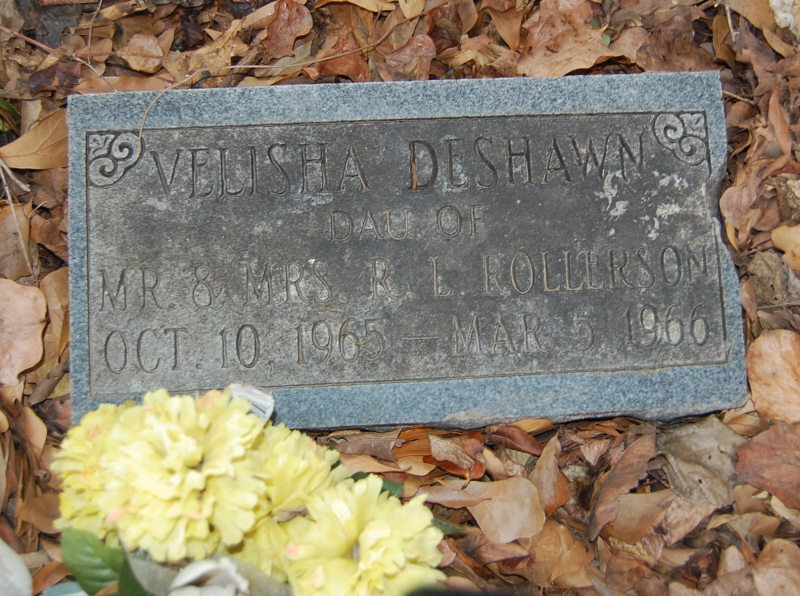 VELISHA DESHAWN
DAU. OF
MR. & MRS. R. L. ROLLERSON
OCT. 10, 1965 — MAR. 5, 1966